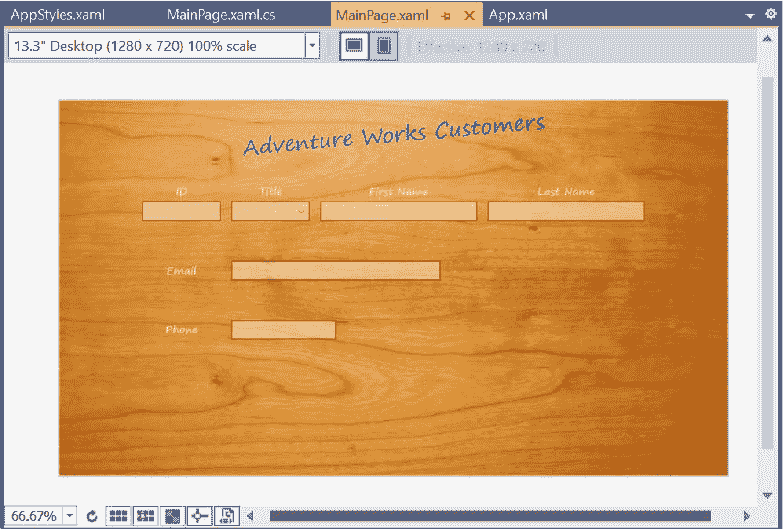 AppStyles.xaml MainPage.xaml.cs MainPage.xaml App.xaml
13.3" Desktop (1280 x 720) 100% scale
Adventure Works Customers
ID Title First Name Last Name
Email
Phone
66.67%